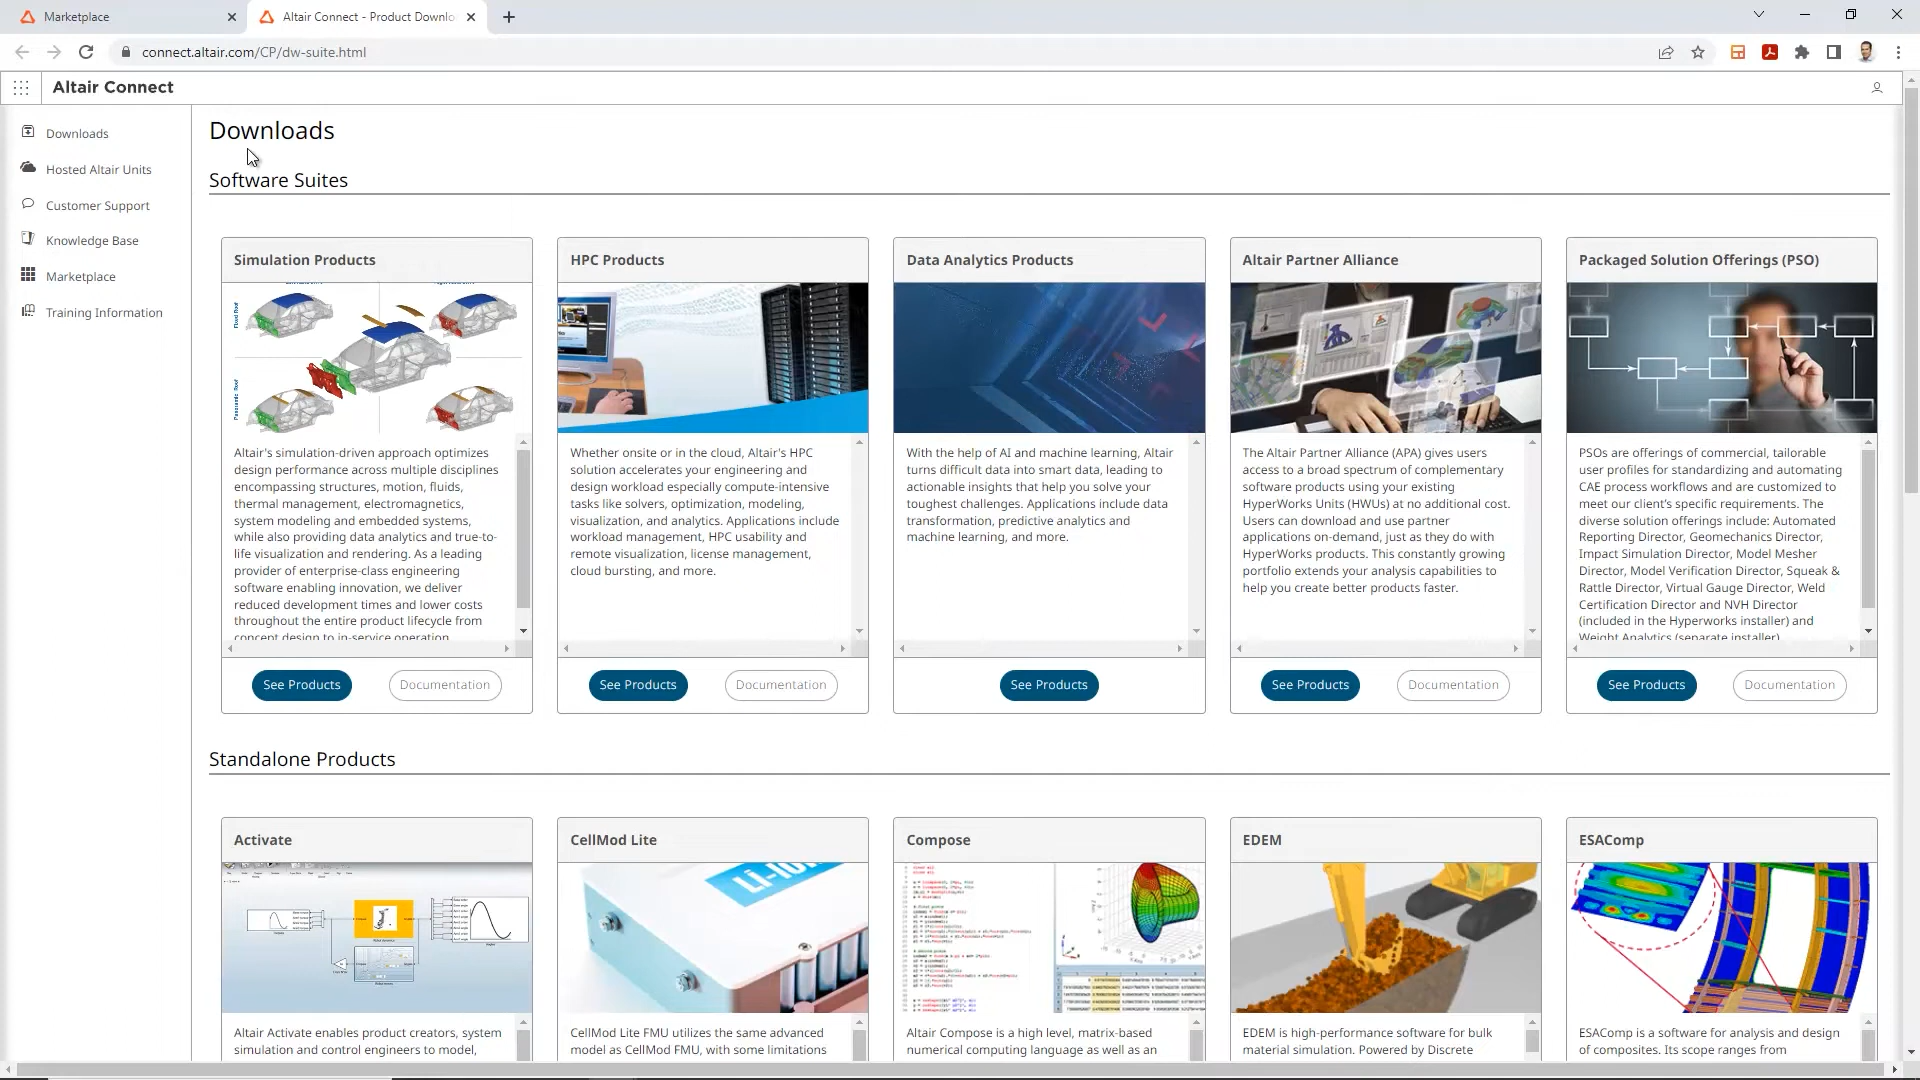 Marketplace
Altair Connect - Product Downlo
connect.altair.com/CP/dw-suite.html
Altair Connect
Downloads
Hosted Altair Units
Customer Support
Knowledge Base
Marketplace
Training Information
Downloads
Software Suites
Simulation Products
Altair's simulation-driven approach optimizes
design performance across multiple disciplines
encompassing structures, motion, fluids,
thermal management, electromagnetics,
system modeling and embedded systems,
while also providing data analytics and true-to-
life visualization and rendering. As a leading
provider of enterprise-class engineering
software enabling innovation, we deliver
reduced development times and lower costs
throughout the entire product lifecycle from
concept design to in-service operation
See Products
Documentation
HPC Products
Whether onsite or in the cloud, Altair's HPC
solution accelerates your engineering and
design workload especially compute-intensive
tasks like solvers, optimization, modeling,
visualization, and analytics. Applications include
workload management, HPC usability and
remote visualization, license management,
cloud bursting, and more.
See Products
Documentation
Data Analytics Products
With the help of AI and machine learning, Altair
turns difficult data into smart data, leading to
actionable insights that help you solve your
toughest challenges. Applications include data
transformation, predictive analytics and
machine learning, and more.
See Products
Altair Partner Alliance
The Altair Partner Alliance (APA) gives users
access to a broad spectrum of complementary
software products using your existing
HyperWorks Units (HWUs) at no additional cost.
Users can download and use partner
applications on-demand, just as they do with
HyperWorks products. This constantly growing
portfolio extends your analysis capabilities to
help you create better products faster.
See Products
Documentation
Packaged Solution Offerings (PSO)
PSOs are offerings of commercial, tailorable
user profiles for standardizing and automating
CAE process workflows and are customized to
meet our client's specific requirements. The
diverse solution offerings include: Automated
Reporting Director, Geomechanics Director,
Impact Simulation Director, Model Mesher
Director, Model Verification Director, Squeak &
Rattle Director, Virtual Gauge Director, Weld
Certification Director and NVH Director
(included in the Hyperworks installer) and
Weight Analytics (separate installer)
See Products
Documentation
Standalone Products
Activate
Altair Activate enables product creators, system
simulation and control engineers to model,
CellMod Lite
LI-IO
CellMod Lite FMU utilizes the same advanced
model as CellMod FMU, with some limitations
Compose
Altair Compose is a high level, matrix-based
numerical computing language as well as an
EDEM
EDEM is high-performance software for bulk
material simulation. Powered by Discrete
ESAComp
ESAComp is a software for analysis and design
of composites. Its scope ranges from